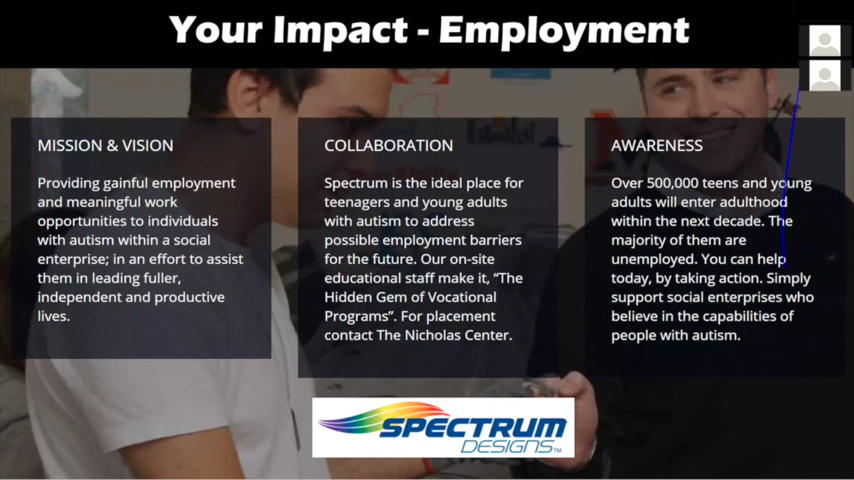 Your Impact - Employment
MISSION & VISION
Providing gainful employment
and meaningful work
opportunities to individuals
with autism within a social
enterprise; in an effort to assist
them in leading fuller,
independent and productive
lives.
COLLABORATION
Spectrum is the ideal place for
teenagers and young adults
with autism to address
possible employment barriers
for the future. Our on-site
educational staff make it, “The
Hidden Gem of Vocational
Programs”. For placement
contact The Nicholas Center.
AWARENESS
Over 500,000 teens and young
adults will enter adulthood
within the next decade. The
majority of them are
unemployed. You can help
today, by taking action. Simply
support social enterprises who
believe in the capabilities of
people with autism.
SPECTRUM
DESIGNS™